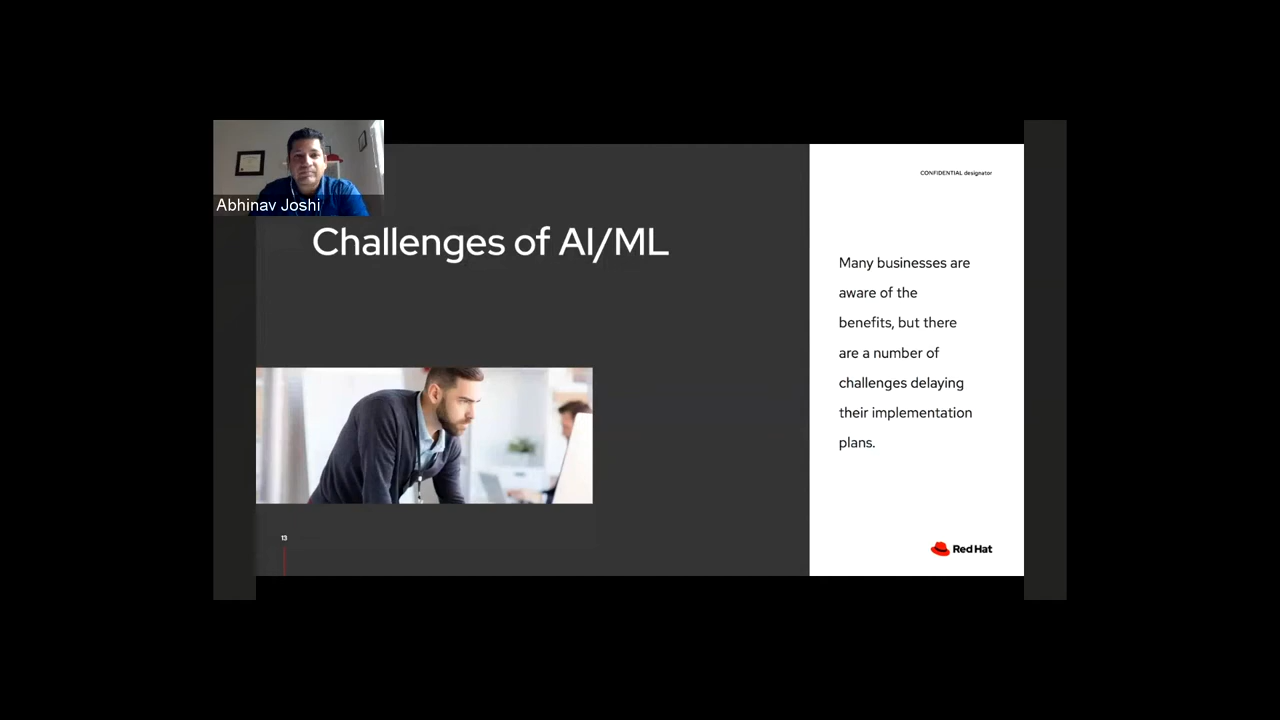 Abhinav Joshi
Challenges of AI/ML
13
CONFIDENTIAL designator
Many businesses are
aware of the
benefits, but there
are a number of
challenges delaying
their implementation
plans.
Red Hat